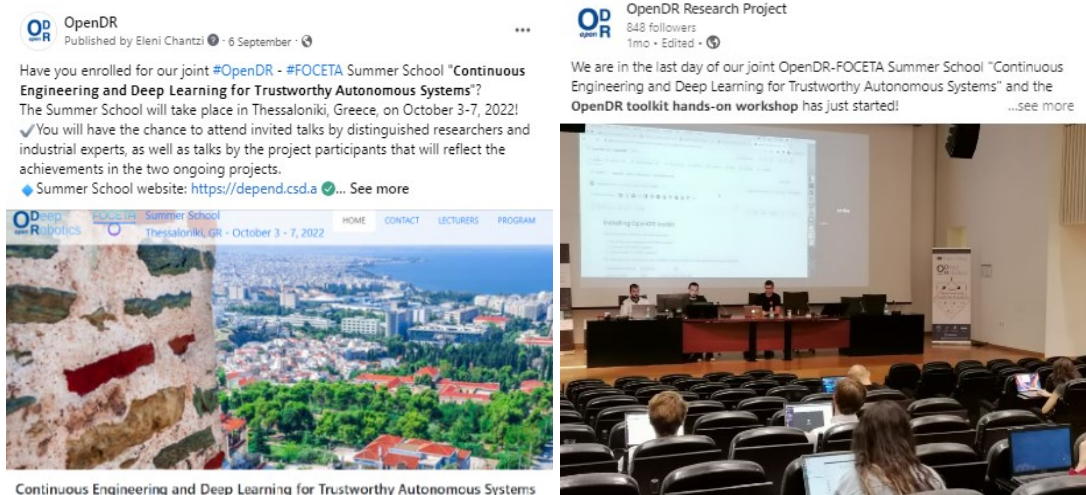 OpenDR
Published by Eleni Chantzi · 6 September ·
Have you enrolled for our joint #OpenDR - #FOCETA Summer School "Continuous
Engineering and Deep Learning for Trustworthy Autonomous Systems"?
The Summer School will take place in Thessaloniki, Greece, on October 3-7, 2022!
✓You will have the chance to attend invited talks by distinguished researchers and
industrial experts, as well as talks by the project participants that will reflect the
achievements in the two ongoing projects.
Summer School website: https://depend.csd.a ... See more
Open Deep Robotics
FOCETA
Summer School
Thessaloniki, GR - October 3 - 7, 2022
HOME CONTACT LECTURERS PROGRAM
Continuous Engineering and Deep Learning for Trustworthy Autonomous Systems
Open DR
OpenDR Research Project
848 followers
1mo • Edited •
We are in the last day of our joint OpenDR-FOCETA Summer School "Continuous
Engineering and Deep Learning for Trustworthy Autonomous Systems" and the
OpenDR toolkit hands-on workshop has just started! ...see more
Installing OpenDR toolkit